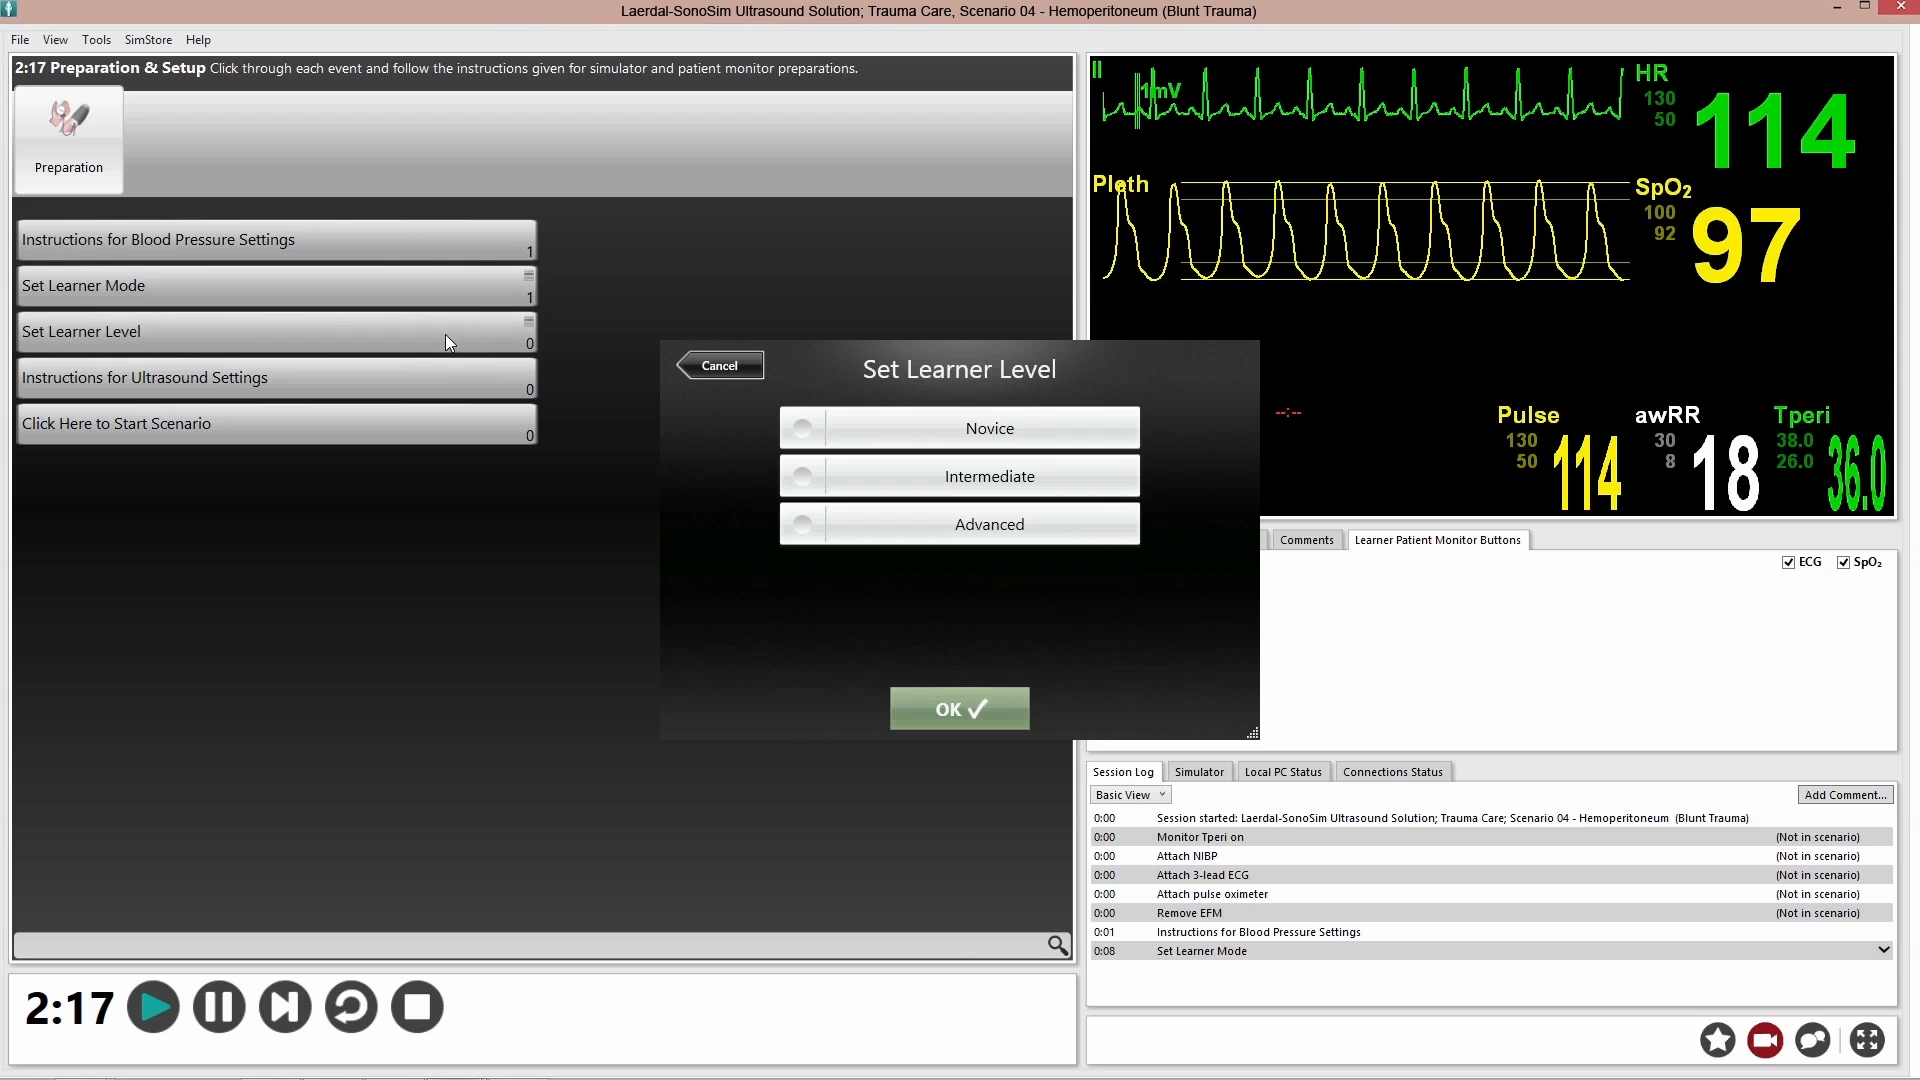 Laerdal-SonoSim Ultrasound Solution; Trauma Care, Scenario 04 - Hemoperitoneum (Blunt Trauma)
File View Tools SimStore Help
2:17 Preparation & Setup Click through each event and follow the instructions given for simulator and patient monitor preparations.
Preparation
Instructions for Blood Pressure Settings
1
Set Learner Mode
1
Set Learner Level
0
Instructions for Ultrasound Settings
0
Click Here to Start Scenario
0
Cancel
Set Learner Level
Novice
Intermediate
Advanced
OK
II
1mV
HR
130
50
114
Pleth
SpO₂
100
92
97
--:--
Pulse
130
50
114
awRR
30
8
18
Tperi
38.0
26.0
36.0
Comments
Learner Patient Monitor Buttons
ECG SpO₂
Session Log Simulator Local PC Status Connections Status
Basic View
Add Comment...
0:00 Session started: Laerdal-SonoSim Ultrasound Solution; Trauma Care; Scenario 04 - Hemoperitoneum (Blunt Trauma)
0:00 Monitor Tperi on (Not in scenario)
0:00 Attach NIBP (Not in scenario)
0:00 Attach 3-lead ECG (Not in scenario)
0:00 Attach pulse oximeter (Not in scenario)
0:00 Remove EFM (Not in scenario)
0:01 Instructions for Blood Pressure Settings
0:08 Set Learner Mode
2:17